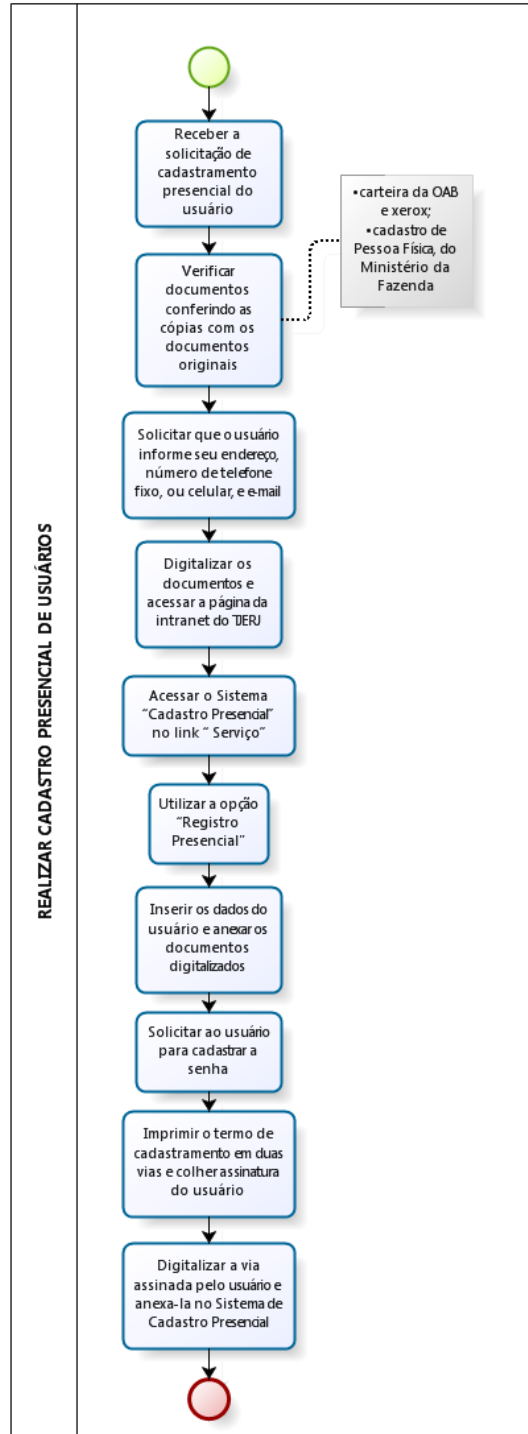 REALIZAR CADASTRO PRESENCIAL DE USUÁRIOS
Receber a
solicitação de
cadastramento
presencial do
usuário
•carteira da OAB
e xerox;
•cadastro de
Pessoa Física, do
Ministério da
Fazenda
Verificar
documentos
conferindo as
cópias com os
documentos
originais
Solicitar que o usuário
informe seu endereço,
número de telefone
fixo, ou celular, e e-mail
Digitalizar os
documentos e
acessar a página da
intranet do TJERJ
Acessar o Sistema
“Cadastro Presencial”
no link “ Serviço”
Utilizar a opção
“Registro
Presencial”
Inserir os dados do
usuário e anexar os
documentos
digitalizados
Solicitar ao usuário
para cadastrar a
senha
Imprimir o termo de
cadastramento em duas
vias e colher assinatura
do usuário
Digitalizar a via
assinada pelo usuário e
anexa-la no Sistema de
Cadastro Presencial